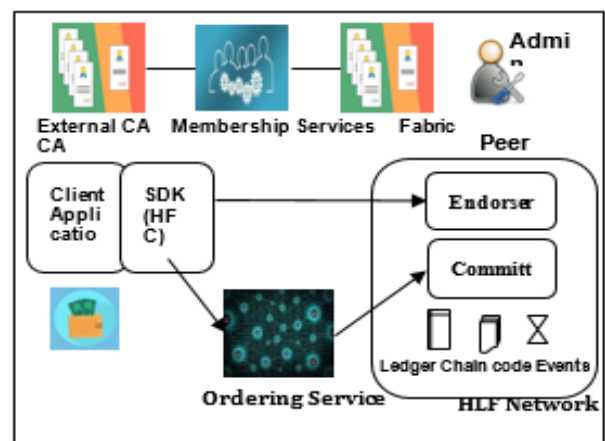 Admi
n
External CA Membership Services Fabric
CA
Peer
Client
Appli
catio
SDK
(HF
C)
Endorser
Committ
Ledger Chain code Events
Ordering Service
HLF Network